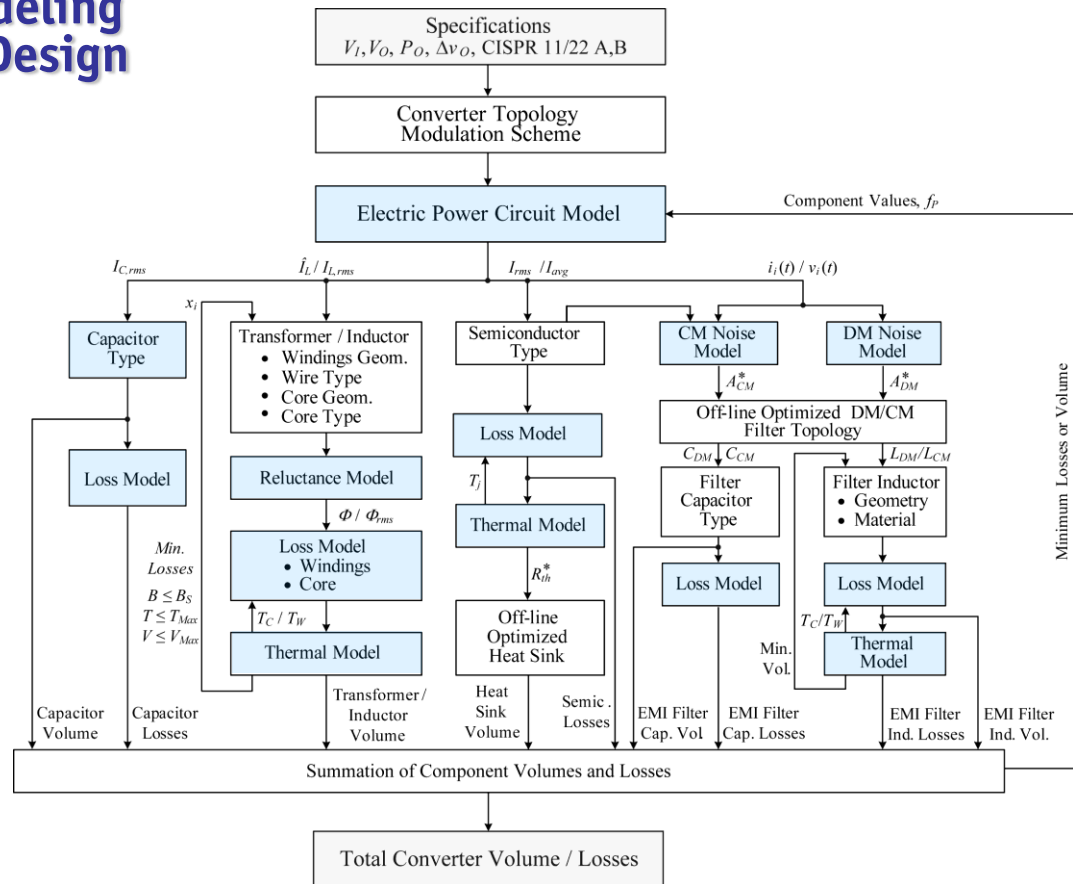 deling
Design
Specifications
V_I, V_O, P_O, Δv_O, CISPR 11/22 A,B
Converter Topology
Modulation Scheme
Electric Power Circuit Model
Component Values, f_P
I_C,rms
Î_L / I_L,rms
I_rms / I_avg
i_i(t) / v_i(t)
x_i
Capacitor
Type
Transformer / Inductor
• Windings Geom.
• Wire Type
• Core Geom.
• Core Type
Semiconductor
Type
CM Noise
Model
DM Noise
Model
A*_CM
A*_DM
Off-line Optimized DM/CM
Filter Topology
Loss Model
Reluctance Model
Φ / Φ_rms
Loss Model
• Windings
• Core
T_C / T_W
Thermal Model
Min.
Losses
B ≤ B_S
T ≤ T_Max
V ≤ V_Max
Loss Model
T_j
Thermal Model
R*_th
Off-line
Optimized
Heat Sink
C_DM C_CM
L_DM/L_CM
Filter
Capacitor
Type
Filter Inductor
• Geometry
• Material
Loss Model
Loss Model
T_C/T_W
Thermal
Model
Min.
Vol.
Minimum Losses or Volume
Capacitor
Volume
Capacitor
Losses
Transformer /
Inductor
Volume
Heat
Sink
Volume
Semic.
Losses
EMI Filter
Cap. Vol.
EMI Filter
Cap. Losses
EMI Filter
Ind. Losses
EMI Filter
Ind. Vol.
Summation of Component Volumes and Losses
Total Converter Volume / Losses